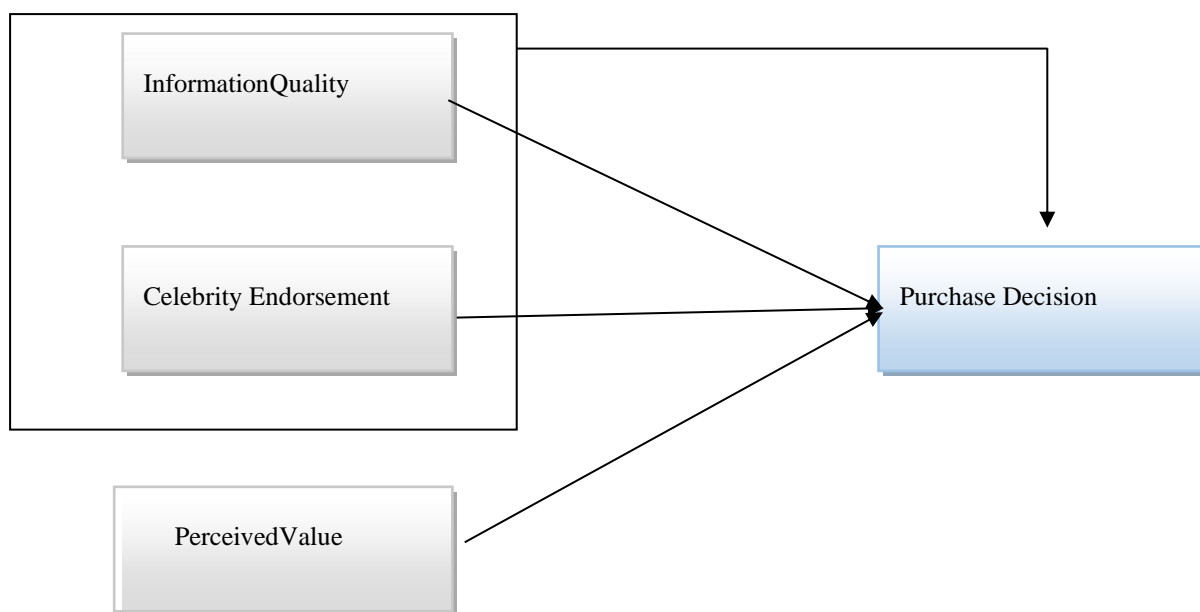 InformationQuality
Celebrity Endorsement
Purchase Decision
PerceivedValue